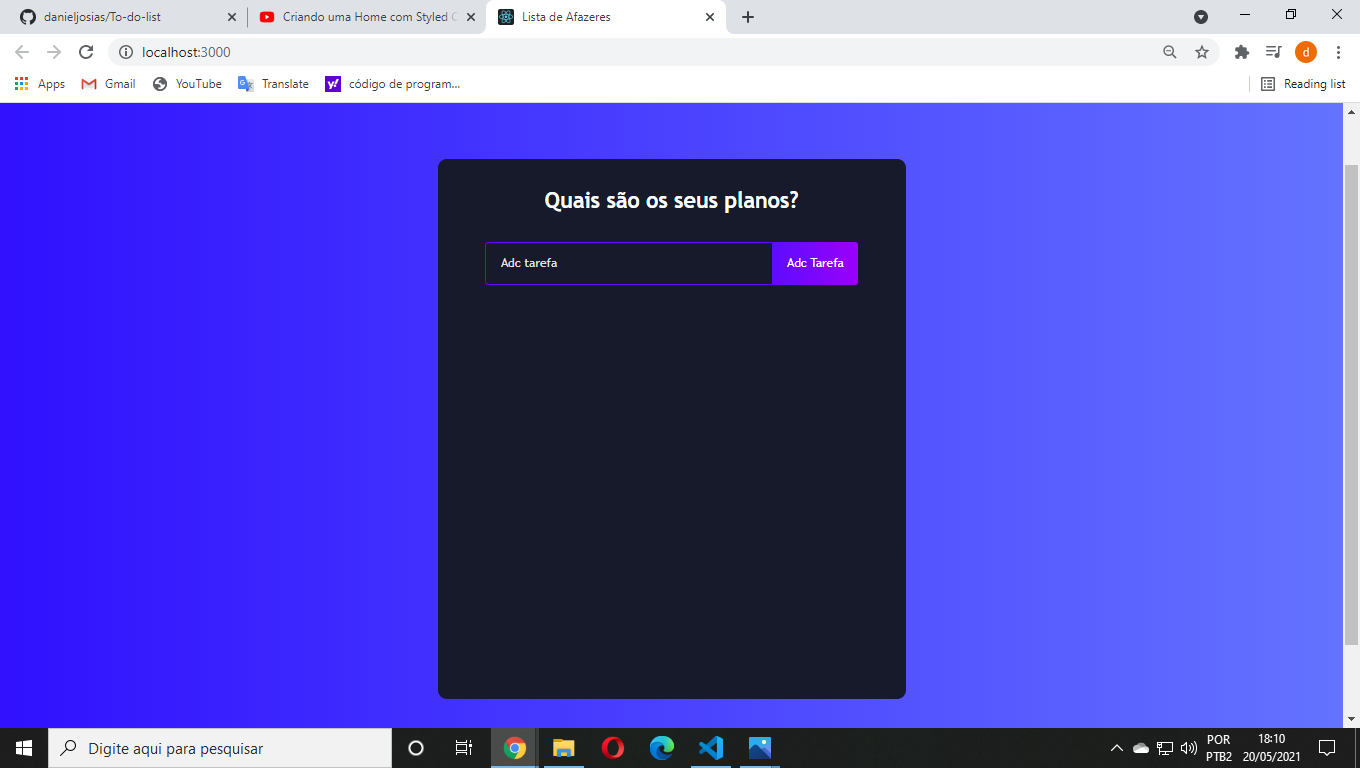 danieljosias/To-do-list
Criando uma Home com Styled C
Lista de Afazeres
localhost:3000
d
Apps
Gmail
YouTube
Translate
y!
código de program...
Reading list
Quais são os seus planos?
Adc tarefa
Adc Tarefa
Digite aqui para pesquisar
POR
PTB2
18:10
20/05/2021